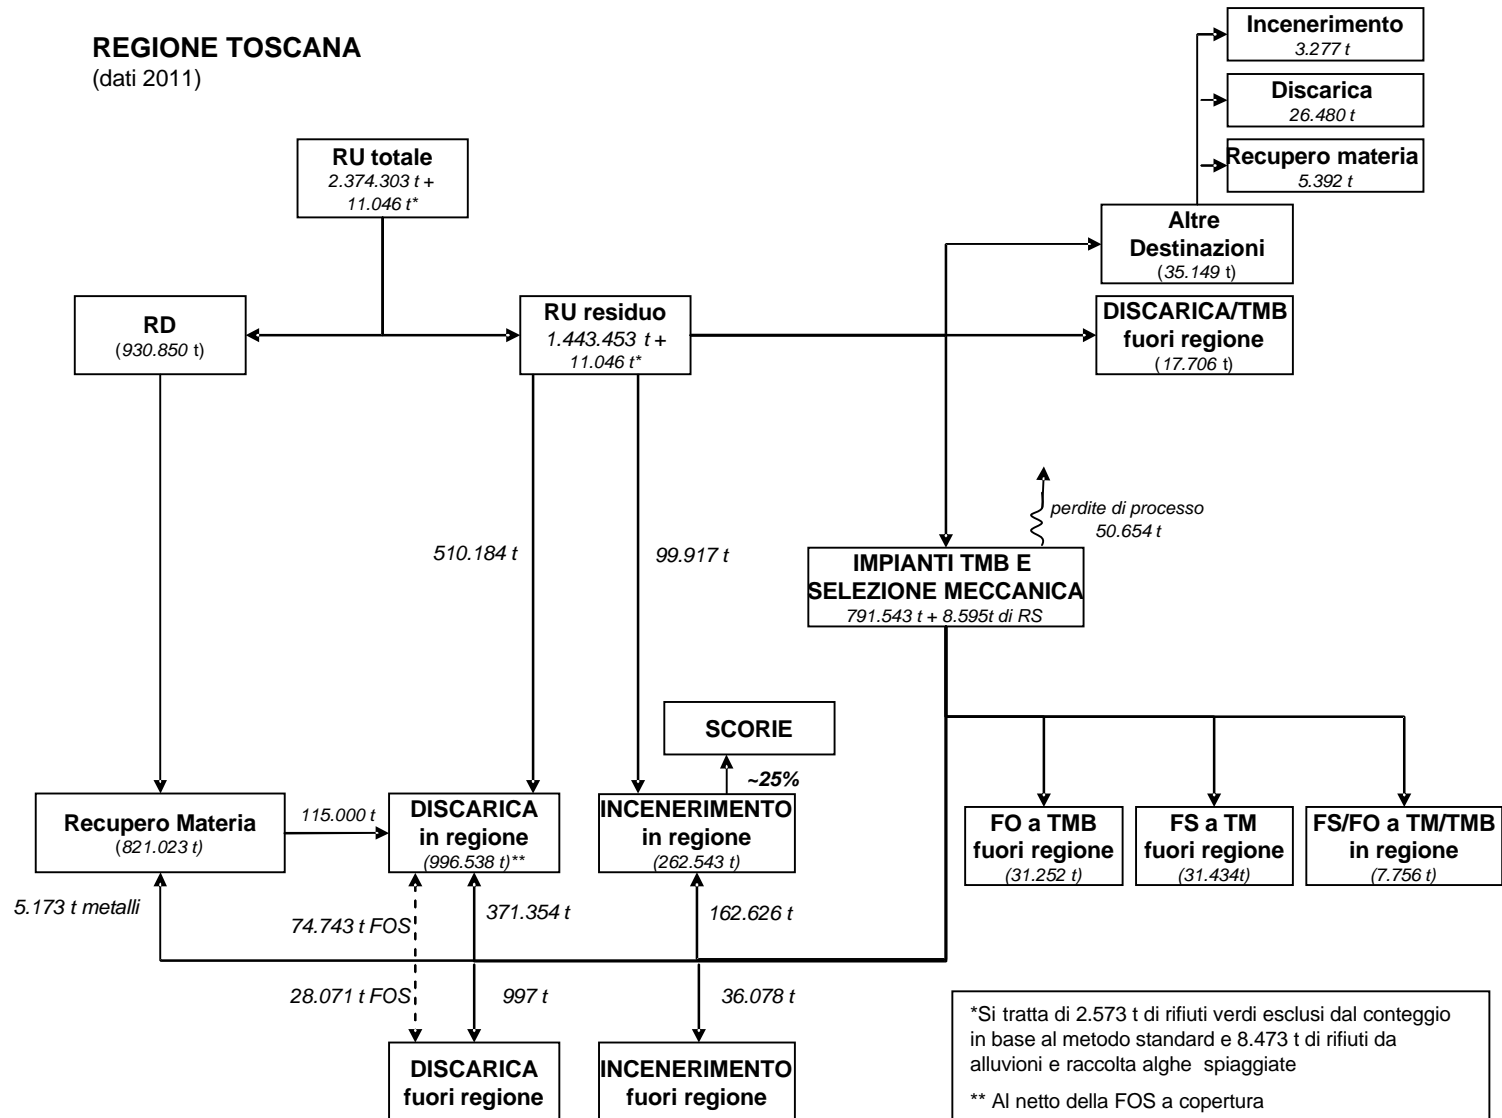 REGIONE TOSCANA
(dati 2011)
Incenerimento
3.277 t
Discarica
26.480 t
Recupero materia
5.392 t
RU totale
2.374.303 t +
11.046 t*
Altre
Destinazioni
(35.149 t)
RD
(930.850 t)
RU residuo
1.443.453 t +
11.046 t*
DISCARICA/TMB
fuori regione
(17.706 t)
perdite di processo
50.654 t
510.184 t
99.917 t
IMPIANTI TMB E
SELEZIONE MECCANICA
791.543 t + 8.595t di RS
SCORIE
~25%
Recupero Materia
(821.023 t)
115.000 t
DISCARICA
in regione
(996.538 t)**
INCENERIMENTO
in regione
(262.543 t)
FO a TMB
fuori regione
(31.252 t)
FS a TM
fuori regione
(31.434t)
FS/FO a TM/TMB
in regione
(7.756 t)
5.173 t metalli
74.743 t FOS
371.354 t
162.626 t
28.071 t FOS
997 t
36.078 t
DISCARICA
fuori regione
INCENERIMENTO
fuori regione
*Si tratta di 2.573 t di rifiuti verdi esclusi dal conteggio
in base al metodo standard e 8.473 t di rifiuti da
alluvioni e raccolta alghe spiaggiate
** Al netto della FOS a copertura